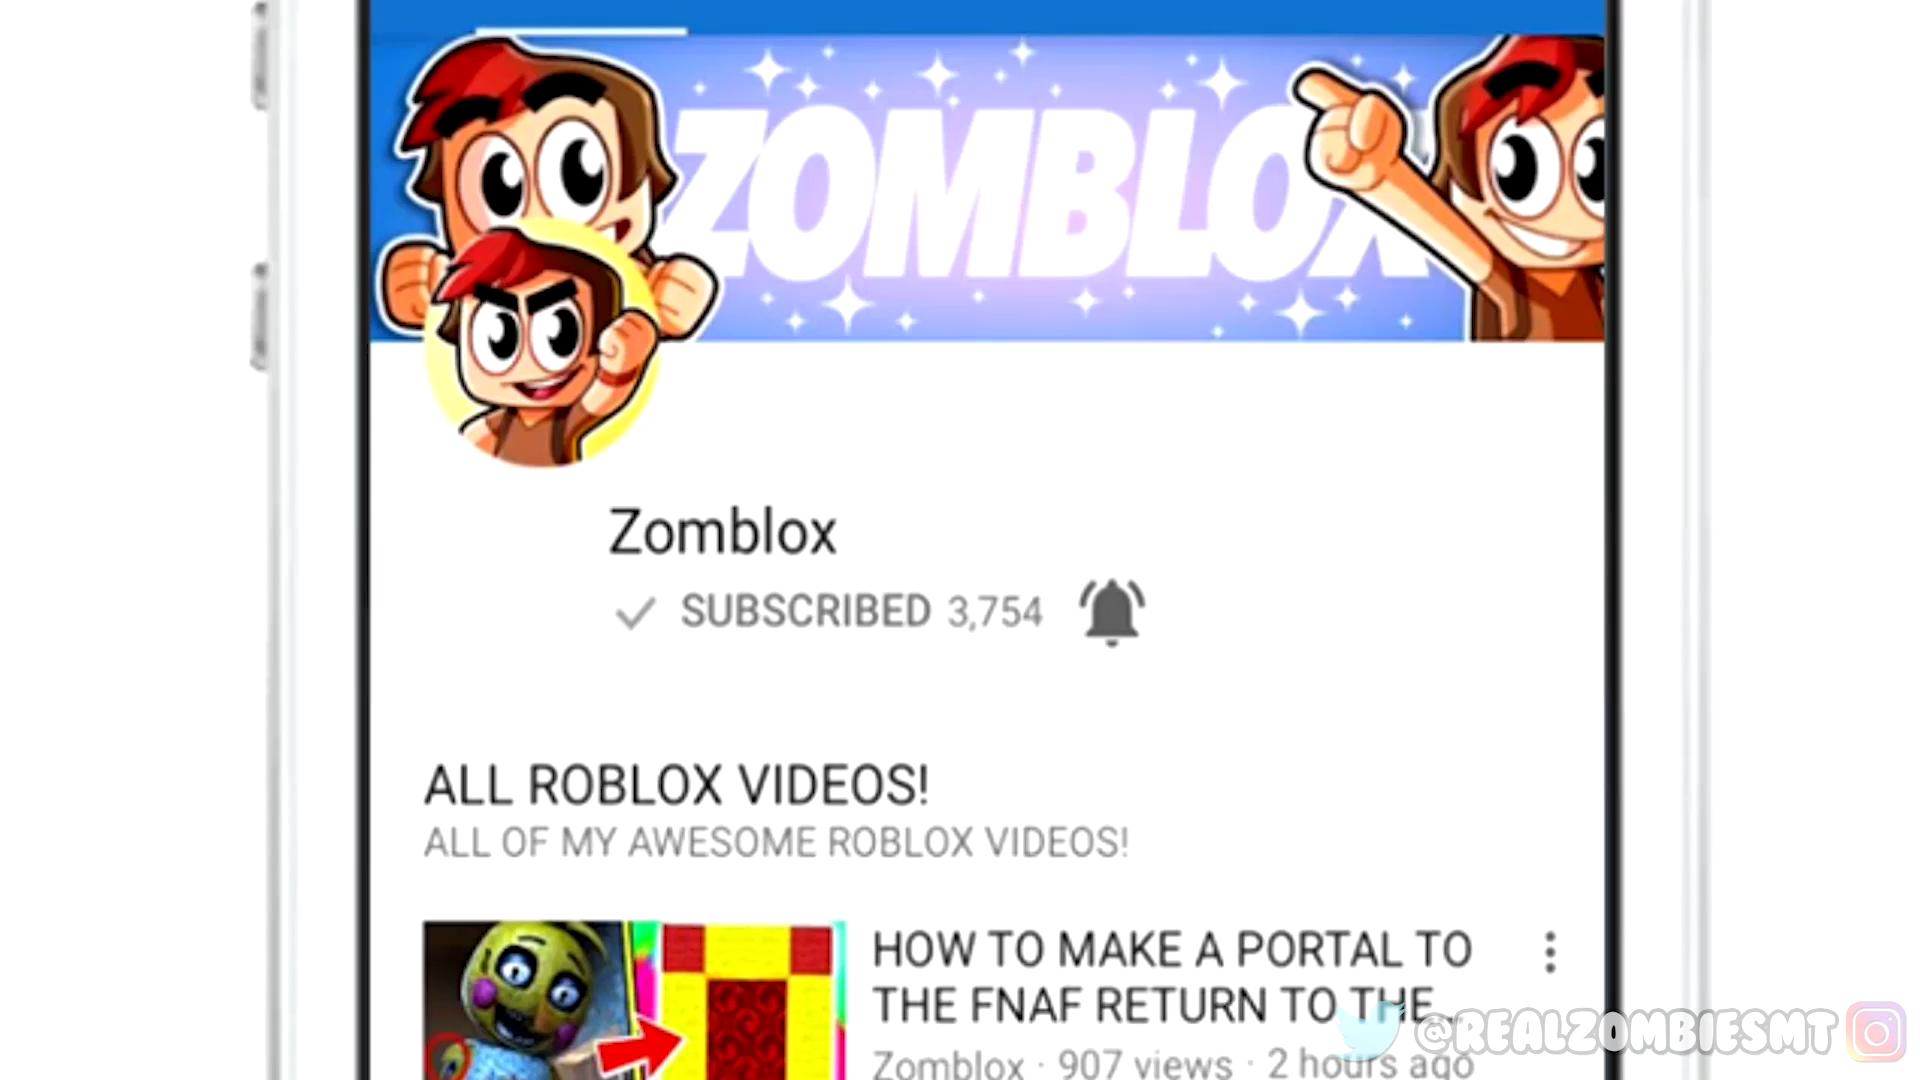 ZOMBLOX
Zomblox
SUBSCRIBED 3,754
ALL ROBLOX VIDEOS!
ALL OF MY AWESOME ROBLOX VIDEOS!
HOW TO MAKE A PORTAL TO
THE FNAF RETURN TO THE...
Zomblox · 907 views · 2 hours ago
@REALZOMBIESMT